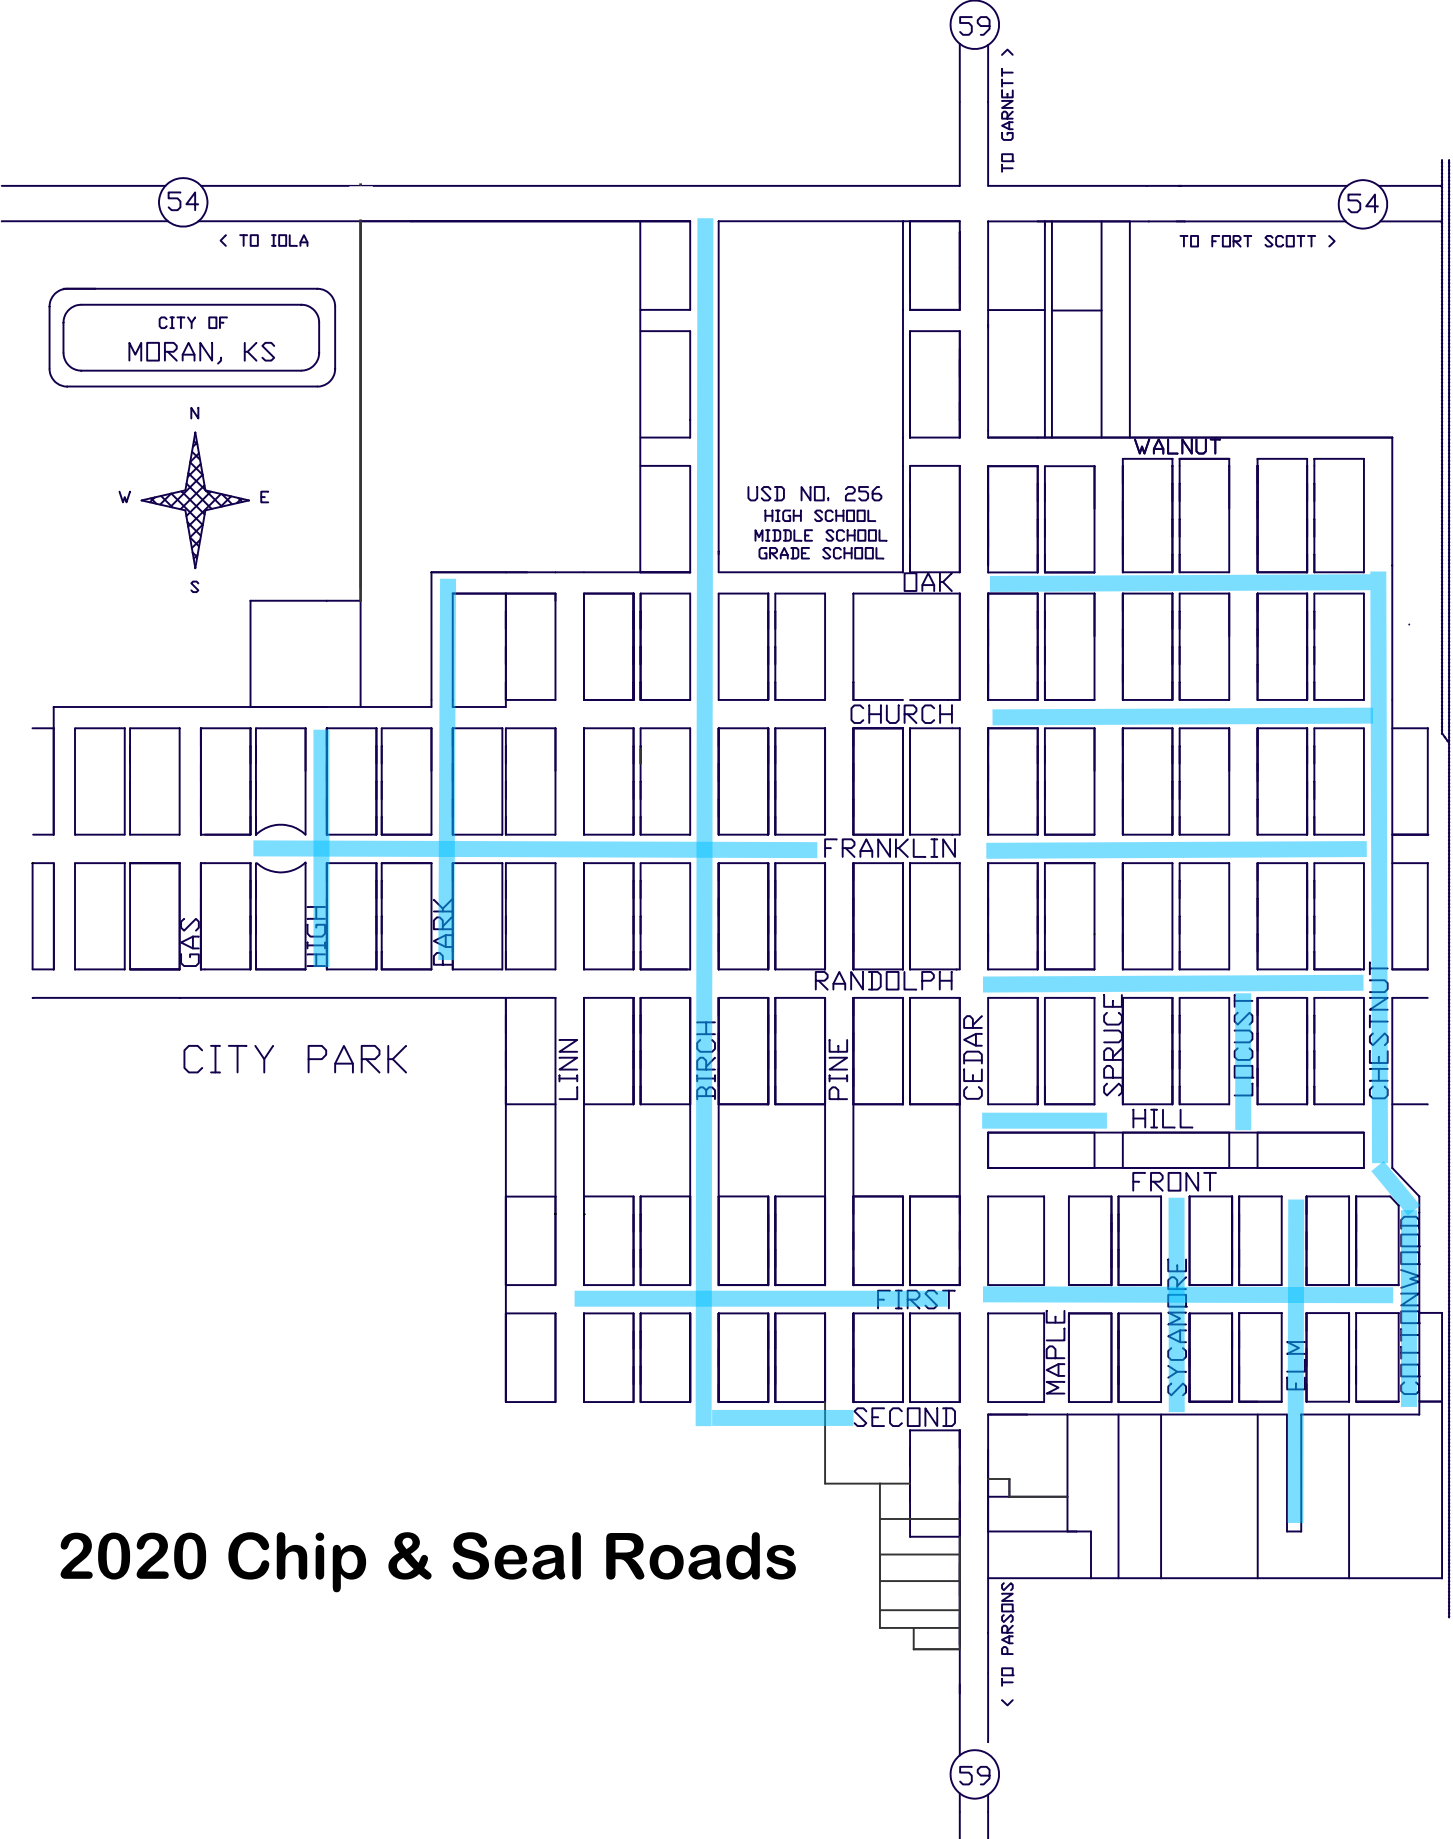 59
TO GARNETT >
54
54
< TO IOLA
TO FORT SCOTT >
CITY OF
MORAN, KS
N
W
E
S
WALNUT
USD NO. 256
HIGH SCHOOL
MIDDLE SCHOOL
GRADE SCHOOL
OAK
CHURCH
FRANKLIN
GAS
HIGH
PARK
RANDOLPH
CITY PARK
LINN
BIRCH
PINE
CEDAR
SPRUCE
LOCUST
CHESTNUT
HILL
FRONT
FIRST
MAPLE
SYCAMORE
ELM
COTTONWOOD
SECOND
2020 Chip & Seal Roads
< TO PARSONS
59